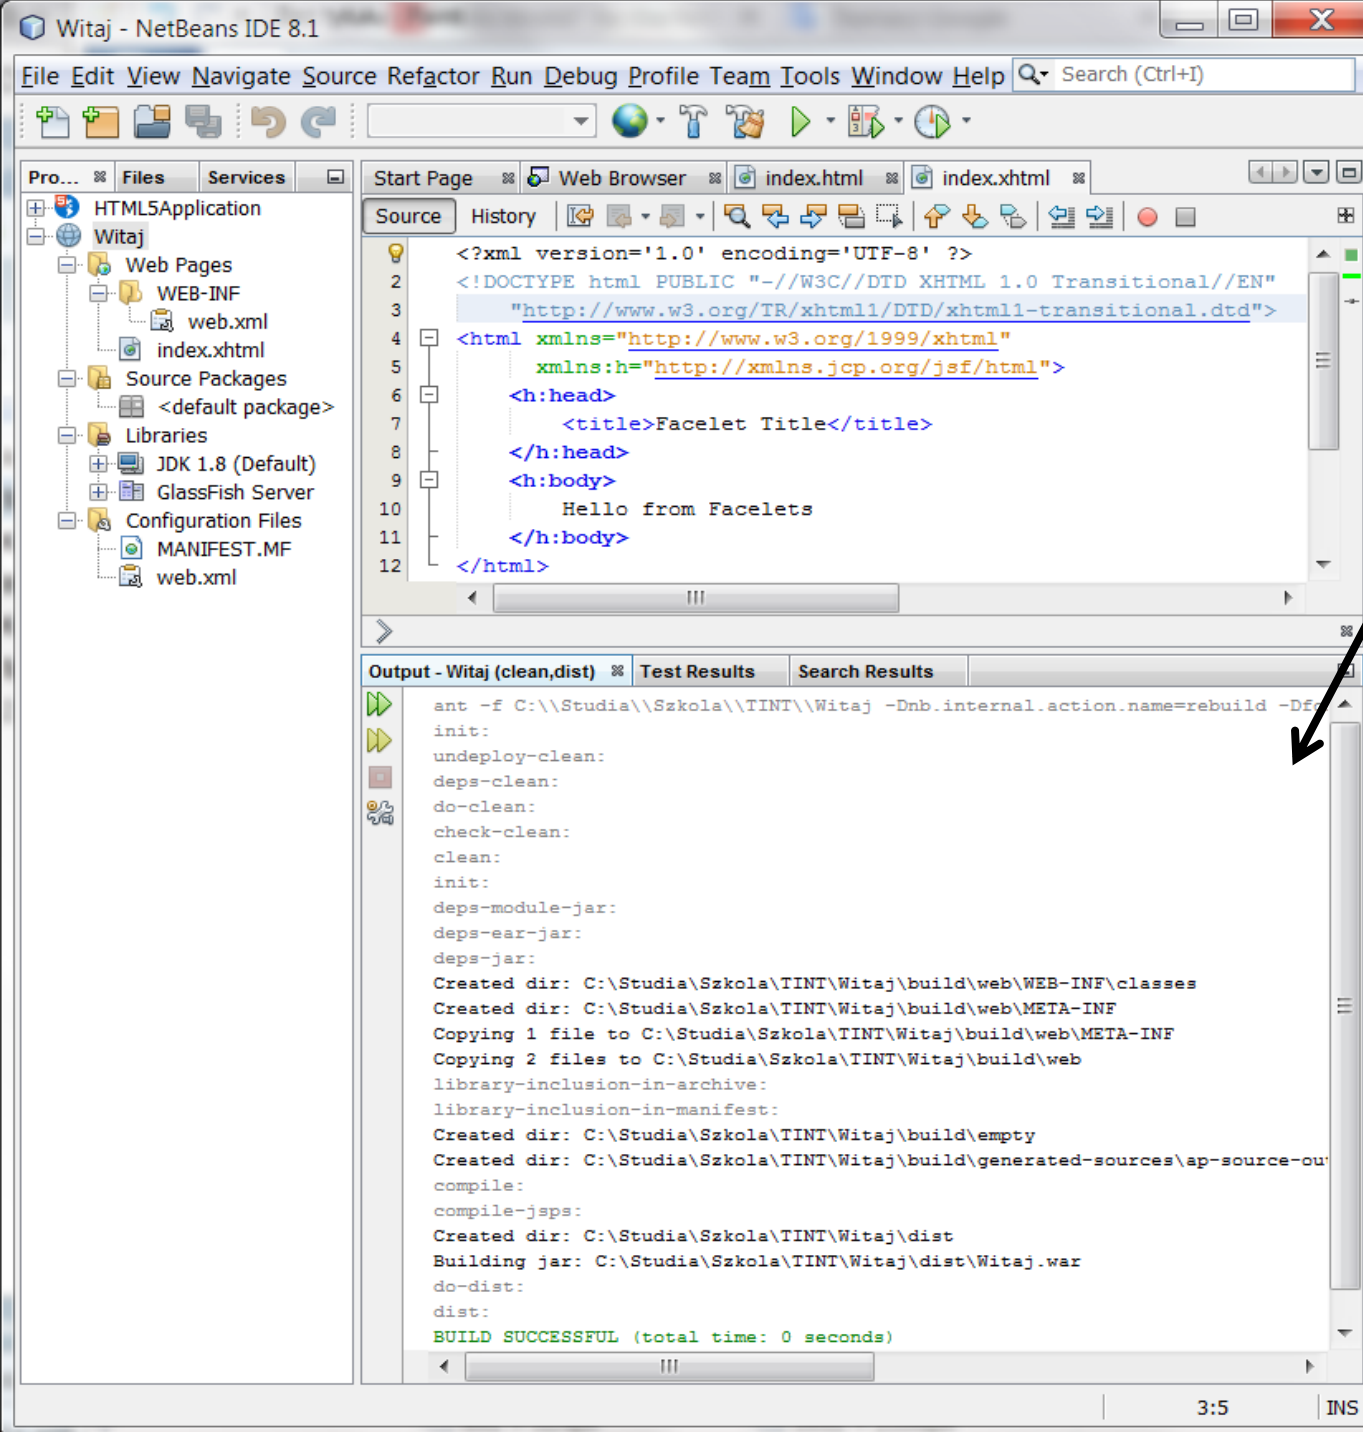 Witaj - NetBeans IDE 8.1
File Edit View Navigate Source Refactor Run Debug Profile Team Tools Window Help Search (Ctrl+I)
Pro... Files Services
HTML5Application
Witaj
Web Pages
WEB-INF
web.xml
index.xhtml
Source Packages
<default package>
Libraries
JDK 1.8 (Default)
GlassFish Server
Configuration Files
MANIFEST.MF
web.xml
Start Page Web Browser index.html index.xhtml
Source History
<?xml version='1.0' encoding='UTF-8' ?>
2 <!DOCTYPE html PUBLIC "-//W3C//DTD XHTML 1.0 Transitional//EN"
3 "http://www.w3.org/TR/xhtml1/DTD/xhtml1-transitional.dtd">
4 <html xmlns="http://www.w3.org/1999/xhtml"
5 xmlns:h="http://xmlns.jcp.org/jsf/html">
6 <h:head>
7 <title>Facelet Title</title>
8 </h:head>
9 <h:body>
10 Hello from Facelets
11 </h:body>
12 </html>
Output - Witaj (clean,dist) Test Results Search Results
ant -f C:\\Studia\\Szkola\\TINT\\Witaj -Dnb.internal.action.name=rebuild
init:
undeploy-clean:
deps-clean:
do-clean:
check-clean:
clean:
init:
deps-module-jar:
deps-ear-jar:
deps-jar:
Created dir: C:\Studia\Szkola\TINT\Witaj\build\web\WEB-INF\classes
Created dir: C:\Studia\Szkola\TINT\Witaj\build\web\META-INF
Copying 1 file to C:\Studia\Szkola\TINT\Witaj\build\web\META-INF
Copying 2 files to C:\Studia\Szkola\TINT\Witaj\build\web
library-inclusion-in-archive:
library-inclusion-in-manifest:
Created dir: C:\Studia\Szkola\TINT\Witaj\build\empty
Created dir: C:\Studia\Szkola\TINT\Witaj\build\generated-sources\ap-source-ou
compile:
compile-jsps:
Created dir: C:\Studia\Szkola\TINT\Witaj\dist
Building jar: C:\Studia\Szkola\TINT\Witaj\dist\Witaj.war
do-dist:
dist:
BUILD SUCCESSFUL (total time: 0 seconds)
3:5 INS